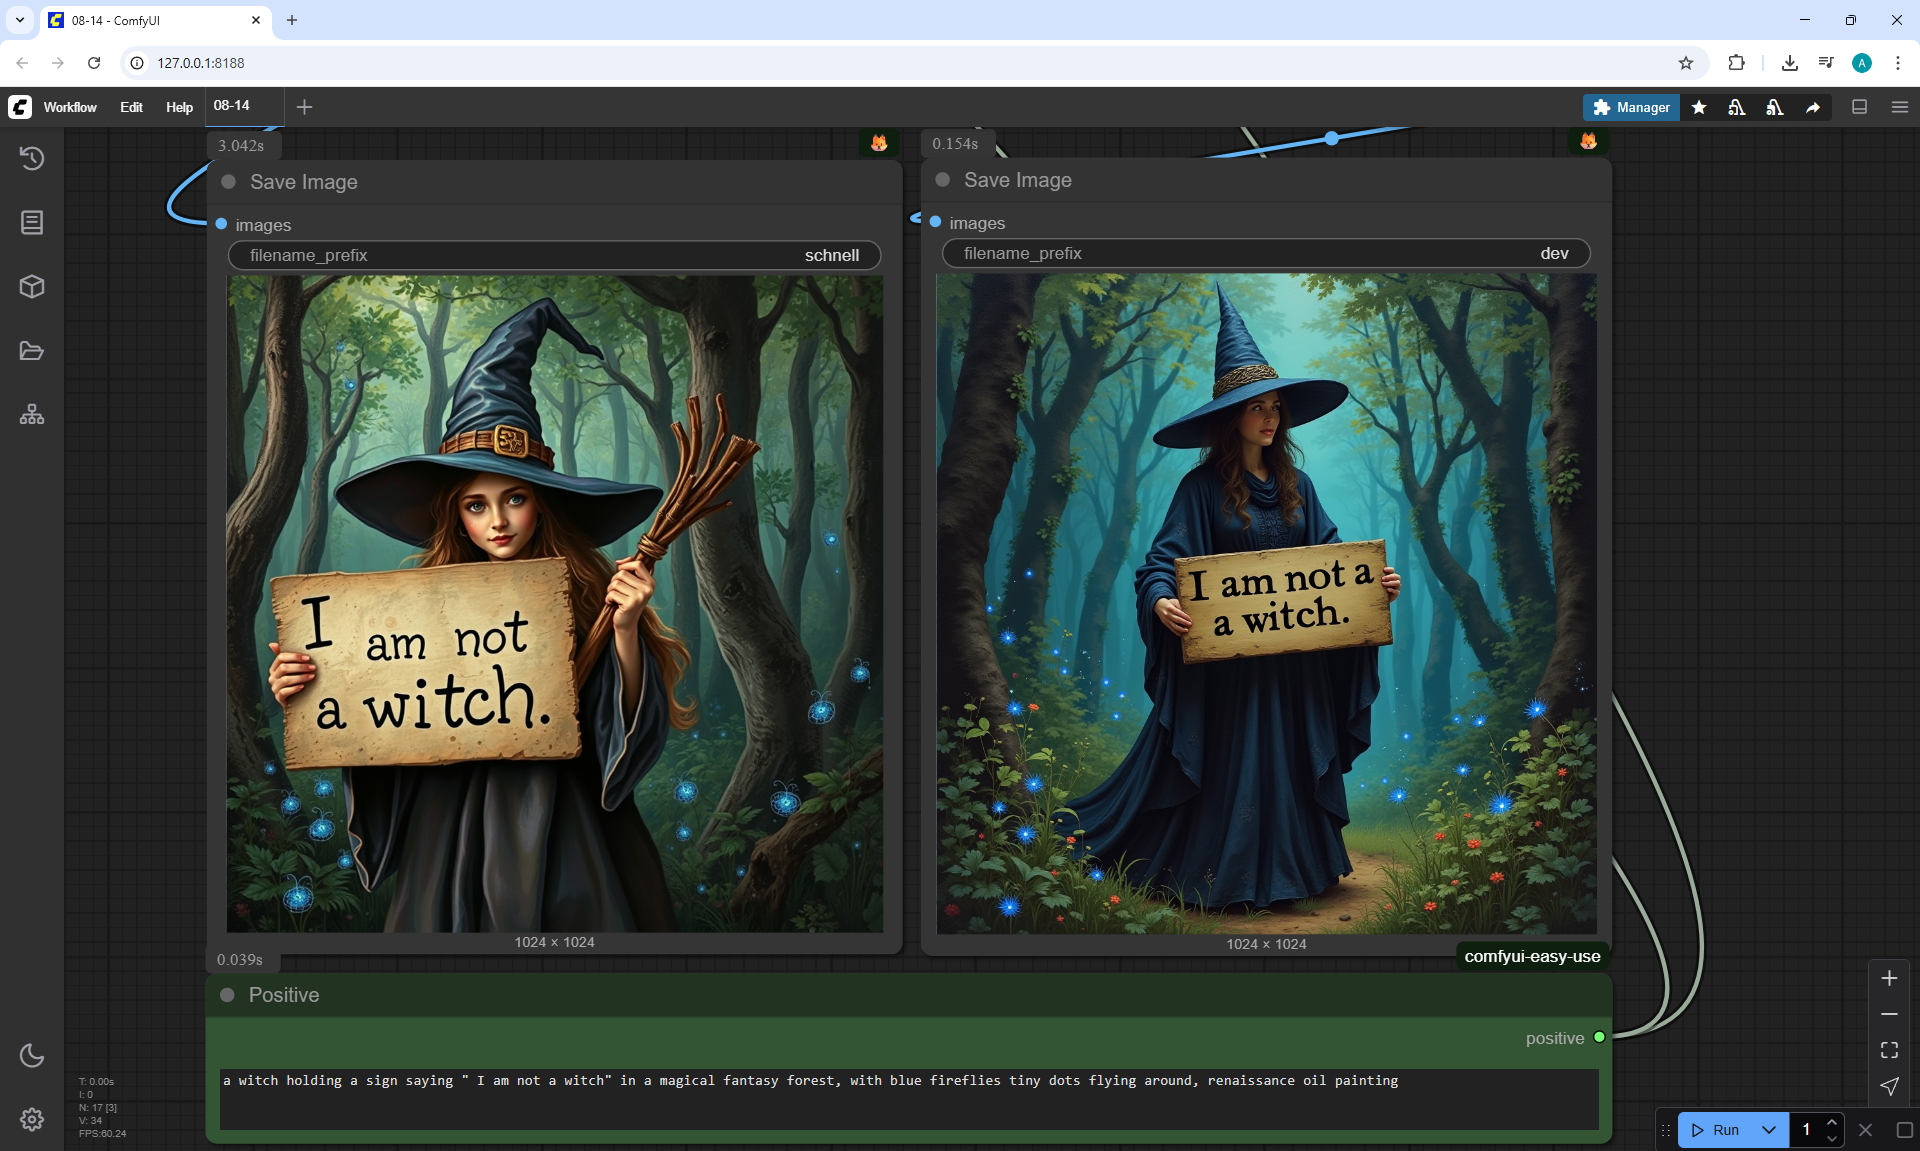 08-14 - ComfyUI
127.0.0.1:8188
A
Workflow Edit Help 08-14
Manager
3.042s
Save Image
images
filename_prefix schnell
I am not
a witch.
1024 × 1024
0.154s
Save Image
images
filename_prefix dev
I am not a
a witch.
1024 × 1024
comfyui-easy-use
0.039s
Positive
positive
a witch holding a sign saying " I am not a witch" in a magical fantasy forest, with blue fireflies tiny dots flying around, renaissance oil painting
T: 0.00s
I: 0
N: 17 [3]
V: 34
FPS:60.24
Run 1